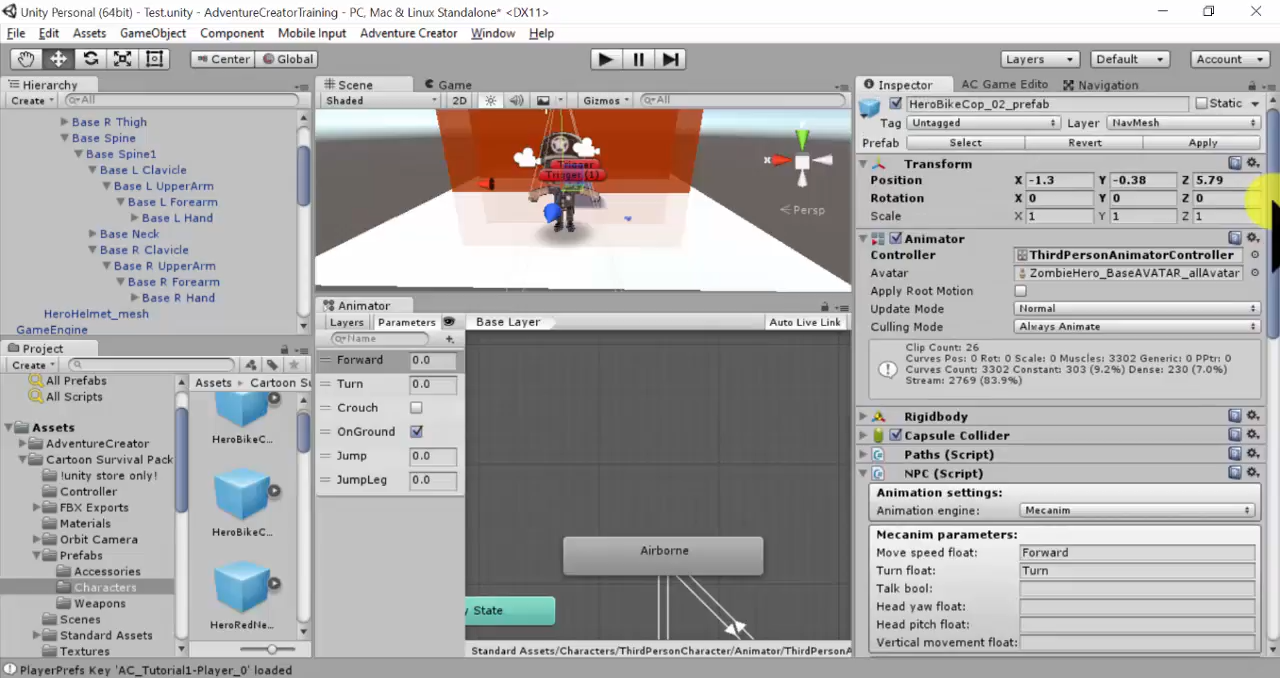 Unity Personal (64bit) - Test.unity - AdventureCreatorTraining - PC, Mac & Linux Standalone* <DX11>
File Edit Assets GameObject Component Mobile Input Adventure Creator Window Help
Center Global Layers Default Account
Hierarchy
Create All
Base R Thigh
Base Spine
Base Spine1
Base L Clavicle
Base L UpperArm
Base L Forearm
Base L Hand
Base Neck
Base R Clavicle
Base R UpperArm
Base R Forearm
Base R Hand
HeroHelmet_mesh
GameEngine
Project
Create
All Prefabs
All Scripts
Assets
AdventureCreator
Cartoon Survival Pack
!unity store only!
Controller
FBX Exports
Materials
Orbit Camera
Prefabs
Accessories
Characters
Weapons
Scenes
Standard Assets
Textures
Assets Cartoon Su
HeroBikeC...
HeroBikeC...
HeroRedNe...
Scene Game
Shaded 2D Gizmos All
Trigger
Trigger (1)
x
Persp
Animator
Layers Parameters Base Layer Auto Live Link
Name
Forward 0.0
Turn 0.0
Crouch
OnGround
Jump 0.0
JumpLeg 0.0
Airborne
y State
Standard Assets/Characters/ThirdPersonCharacter/Animator/ThirdPersonA
Inspector AC Game Edito Navigation
HeroBikeCop_02_prefab Static
Tag Untagged Layer NavMesh
Prefab Select Revert Apply
Transform
Position X -1.3 Y -0.38 Z 5.79
Rotation X 0 Y 0 Z 0
Scale X 1 Y 1 Z 1
Animator
Controller ThirdPersonAnimatorController
Avatar ZombieHero_BaseAVATAR_allAvatar
Apply Root Motion
Update Mode Normal
Culling Mode Always Animate
Clip Count: 26
Curves Pos: 0 Rot: 0 Scale: 0 Muscles: 3302 Generic: 0 PPtr: 0
Curves Count: 3302 Constant: 303 (9.2%) Dense: 230 (7.0%)
Stream: 2769 (83.9%)
Rigidbody
Capsule Collider
Paths (Script)
NPC (Script)
Animation settings:
Animation engine: Mecanim
Mecanim parameters:
Move speed float: Forward
Turn float: Turn
Talk bool:
Head yaw float:
Head pitch float:
Vertical movement float:
PlayerPrefs Key 'AC_Tutorial1-Player_0' loaded